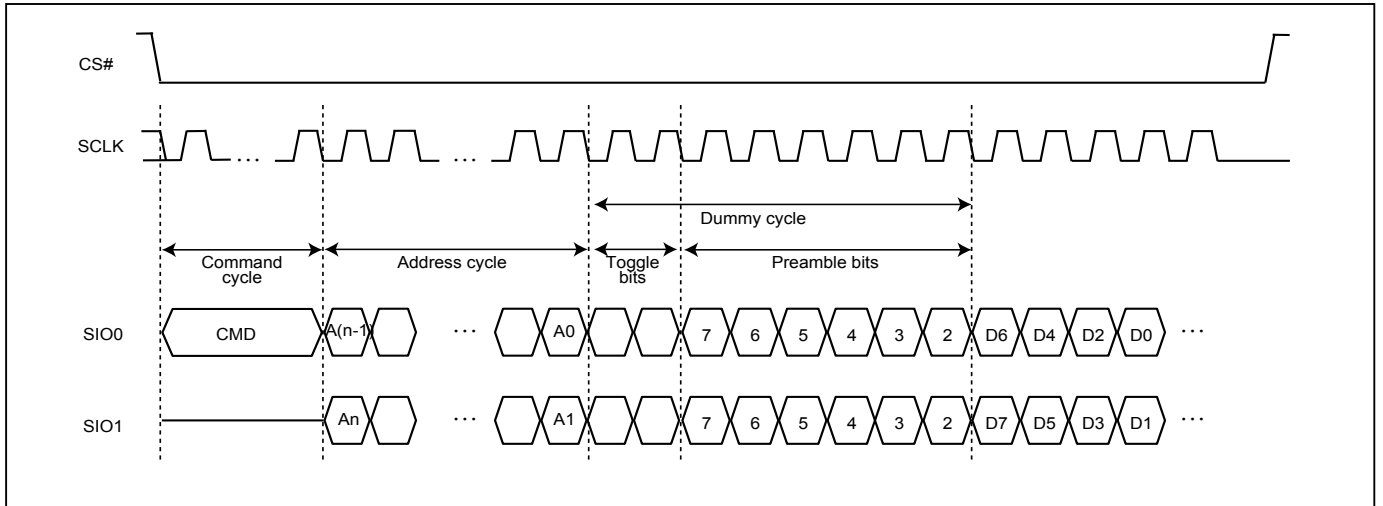 CS#
SCLK ... ...
Dummy cycle
Command cycle Address cycle Toggle bits Preamble bits
SIO0 CMD A(n-1) ... A0 7 6 5 4 3 2 D6 D4 D2 D0 ...
SIO1 An ... A1 7 6 5 4 3 2 D7 D5 D3 D1 ...